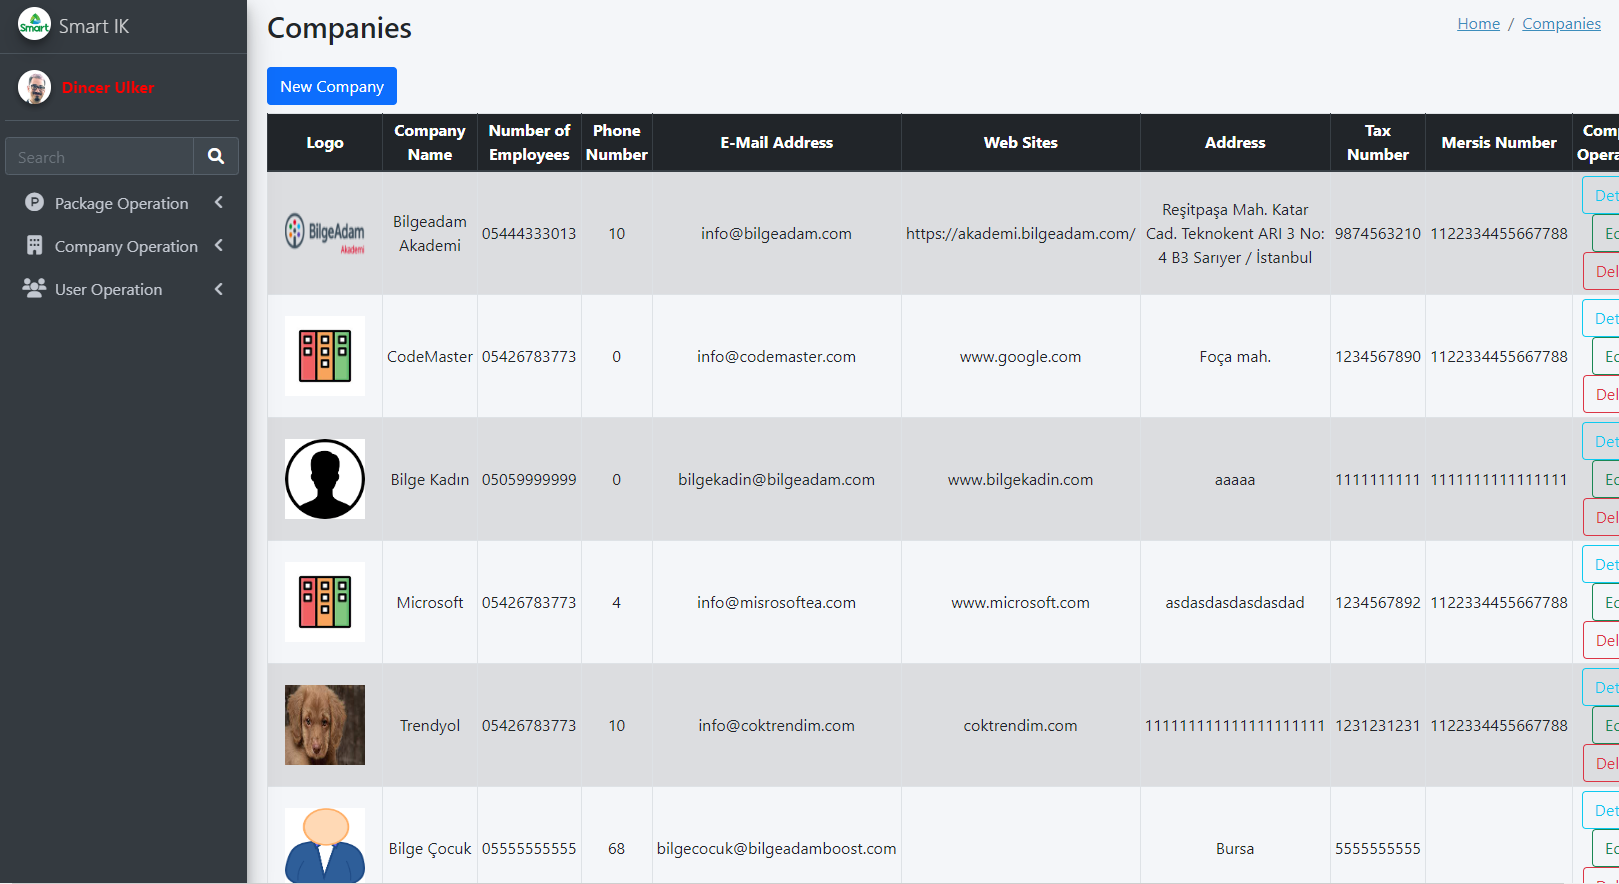 Smart
Smart IK
Companies
Home / Companies
Dincer Ulker
New Company
Search
Package Operation
Company Operation
User Operation
Logo
Company Name
Number of Employees
Phone Number
E-Mail Address
Web Sites
Address
Tax Number
Mersis Number
Comp
Opera
BilgeAdam
Akademi
Bilgeadam
Akademi
05444333013
10
info@bilgeadam.com
https://akademi.bilgeadam.com/
Reşitpaşa Mah. Katar
Cad. Teknokent ARI 3 No:
4 B3 Sarıyer / İstanbul
9874563210
1122334455667788
Det
Ec
Del
CodeMaster
05426783773
0
info@codemaster.com
www.google.com
Foça mah.
1234567890
1122334455667788
Det
Ec
Del
Bilge Kadın
05059999999
0
bilgekadin@bilgeadam.com
www.bilgekadin.com
aaaaa
1111111111
1111111111111111
Det
Ec
Del
Microsoft
05426783773
4
info@misrosoftea.com
www.microsoft.com
asdasdasdasdasdad
1234567892
1122334455667788
Det
Ec
Del
Trendyol
05426783773
10
info@coktrendim.com
coktrendim.com
111111111111111111111
1231231231
1122334455667788
Det
Ec
Del
Bilge Çocuk
05555555555
68
bilgecocuk@bilgeadamboost.com
Bursa
5555555555
Det
Ec